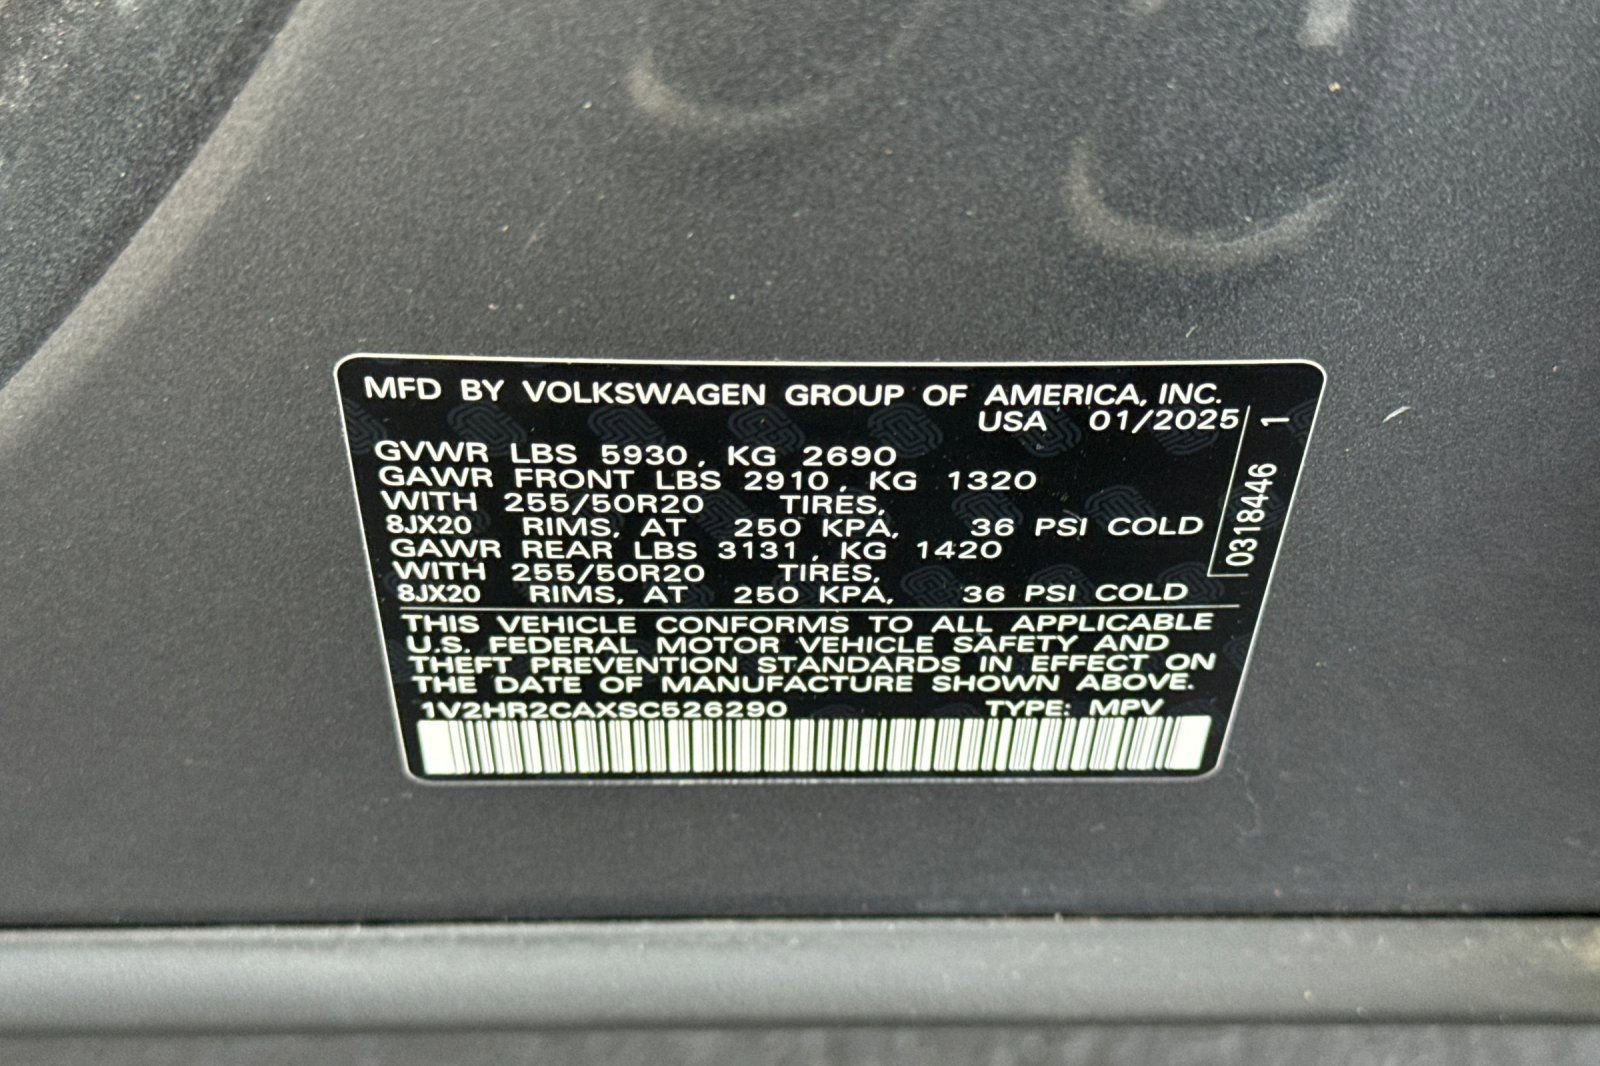 MFD BY VOLKSWAGEN GROUP OF AMERICA, INC.
USA 01/2025
GVWR LBS 5930, KG 2690
GAWR FRONT LBS 2910, KG 1320
WITH 255/50R20 TIRES,
8JX20 RIMS, AT 250 KPA, 36 PSI COLD
GAWR REAR LBS 3131, KG 1420
WITH 255/50R20 TIRES,
8JX20 RIMS, AT 250 KPA, 36 PSI COLD
0318446 1
THIS VEHICLE CONFORMS TO ALL APPLICABLE
U.S. FEDERAL MOTOR VEHICLE SAFETY AND
THEFT PREVENTION STANDARDS IN EFFECT ON
THE DATE OF MANUFACTURE SHOWN ABOVE.
1V2HR2CAXSC526290 TYPE: MPV